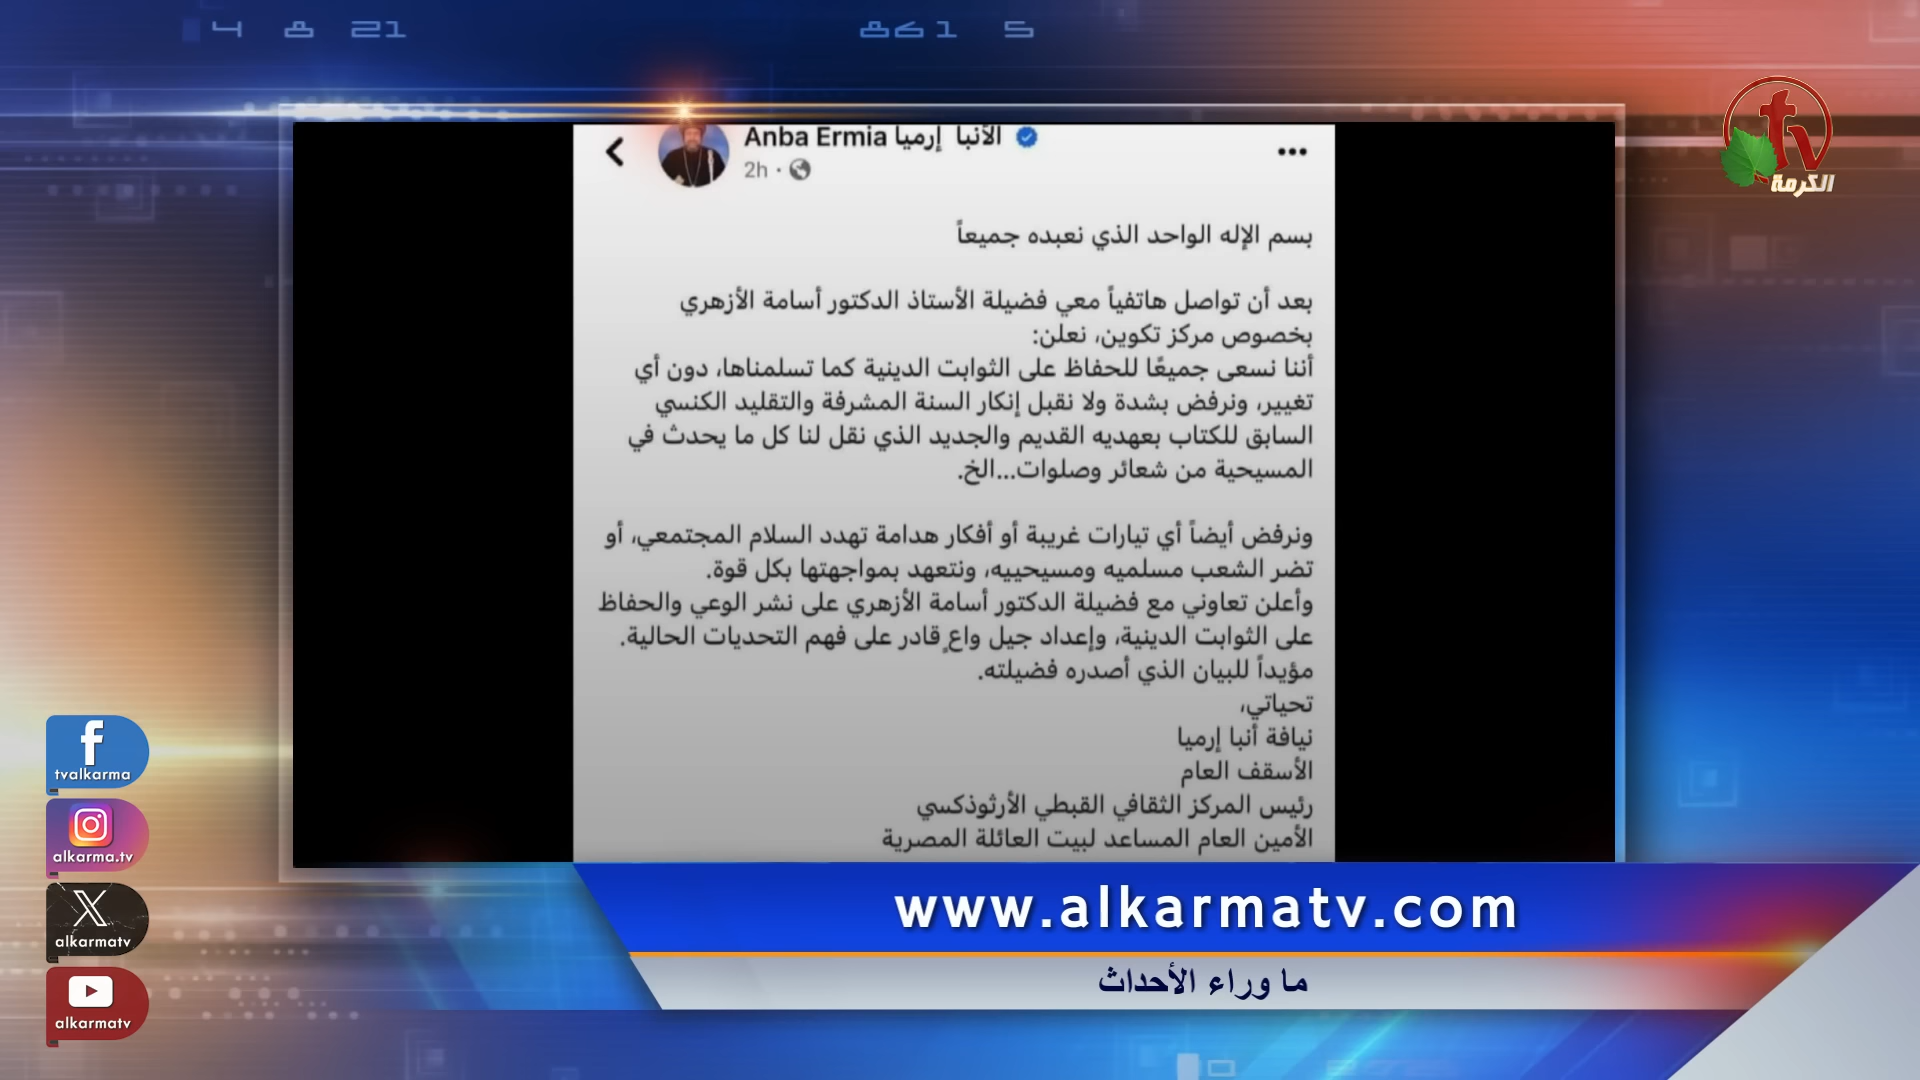 4 8 21
861 5
tv
الكرمة
Anba Ermia الأنبا إرميا
2h
بسم الإله الواحد الذي نعبده جميعاً
بعد أن تواصل هاتفياً معي فضيلة الأستاذ الدكتور أسامة الأزهري
بخصوص مركز تكوين، نعلن:
أننا نسعى جميعًا للحفاظ على الثوابت الدينية كما تسلمناها، دون أي
تغيير، ونرفض بشدة ولا نقبل إنكار السنة المشرفة والتقليد الكنسي
السابق للكتاب بعهديه القديم والجديد الذي نقل لنا كل ما يحدث في
المسيحية من شعائر وصلوات...الخ.
ونرفض أيضاً أي تيارات غريبة أو أفكار هدامة تهدد السلام المجتمعي، أو
تضر الشعب مسلميه ومسيحييه، ونتعهد بمواجهتها بكل قوة.
وأعلن تعاوني مع فضيلة الدكتور أسامة الأزهري على نشر الوعي والحفاظ
على الثوابت الدينية، وإعداد جيل واعٍ قادر على فهم التحديات الحالية.
مؤيداً للبيان الذي أصدره فضيلته.
تحياتي،
نيافة أنبا إرميا
الأسقف العام
رئيس المركز الثقافي القبطي الأرثوذكسي
الأمين العام المساعد لبيت العائلة المصرية
tvalkarma
alkarma.tv
alkarmatv
alkarmatv
www.alkarmatv.com
ما وراء الأحداث